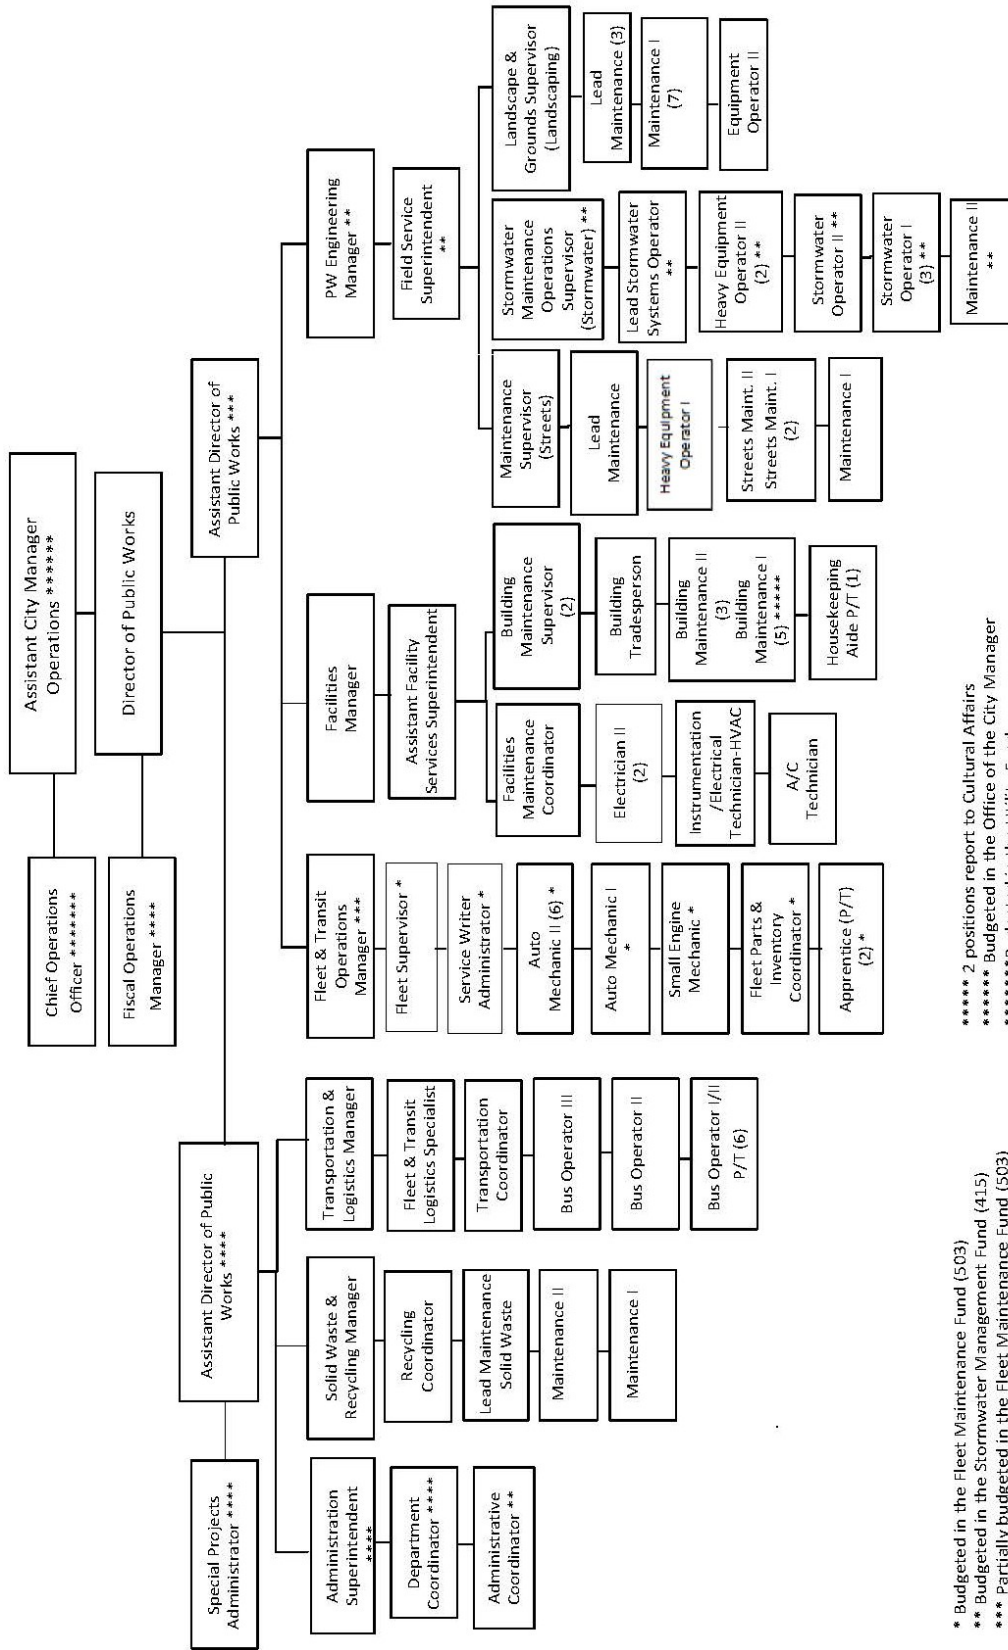 Assistant City Manager
Operations ******
Chief Operations
Officer *******
Director of Public Works
Fiscal Operations
Manager ****
Assistant Director of Public
Works ****
Special Projects
Administrator ****
Assistant Director of
Public Works ***
Administration
Superintendent
****
Department
Coordinator ****
Administrative
Coordinator **
Solid Waste &
Recycling Manager
Recycling
Coordinator
Lead Maintenance
Solid Waste
Maintenance II
Maintenance I
Transportation &
Logistics Manager
Fleet & Transit
Logistics Specialist
Transportation
Coordinator
Bus Operator III
Bus Operator II
Bus Operator I/II
P/T (6)
Fleet & Transit
Operations
Manager ***
Fleet Supervisor *
Service Writer
Administrator *
Auto
Mechanic II (6) *
Auto Mechanic I
*
Small Engine
Mechanic *
Fleet Parts &
Inventory
Coordinator *
Apprentice (P/T)
(2) *
Facilities
Manager
Assistant Facility
Services Superintendent
Facilities
Maintenance
Coordinator
Electrician II
(2)
Instrumentation
/Electrical
Technician-HVAC
A/C
Technician
Building
Maintenance
Supervisor
(2)
Building
Tradesperson
Building
Maintenance II
(3)
Building
Maintenance I
(5) *****
Housekeeping
Aide P/T (1)
PW Engineering
Manager **
Field Service
Superintendent
**
Maintenance
Supervisor
(Streets)
Lead
Maintenance
Heavy Equipment
Operator I
Streets Maint. II
Streets Maint. I
(2)
Maintenance I
Stormwater
Maintenance
Operations
Supervisor
(Stormwater) **
Lead Stormwater
Systems Operator
**
Heavy Equipment
Operator II
(2) **
Stormwater
Operator II **
Stormwater
Operator I
(3) **
Maintenance II
**
Landscape &
Grounds Supervisor
(Landscaping)
Lead
Maintenance (3)
Maintenance I
(7)
Equipment
Operator II
* Budgeted in the Fleet Maintenance Fund (503)
** Budgeted in the Stormwater Management Fund (415)
*** Partially budgeted in the Fleet Maintenance Fund (503)
***** 2 positions report to Cultural Affairs
****** Budgeted in the Office of the City Manager